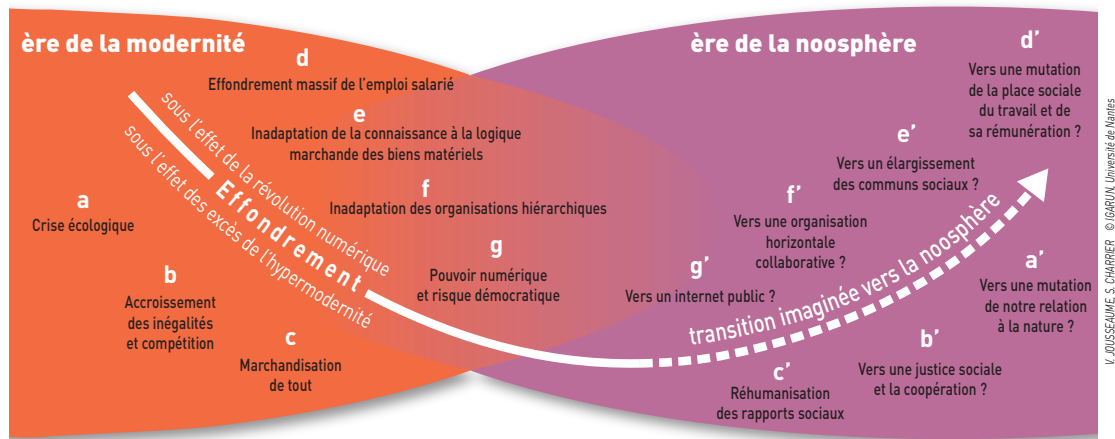 ère de la modernité
d
Effondrement massif de l’emploi salarié
e
Inadaptation de la connaissance à la logique
marchande des biens matériels
f
Inadaptation des organisations hiérarchiques
g
Pouvoir numérique
et risque démocratique
sous l’effet de la révolution numérique
Effondrement
sous l’effet des excès de l’hypermodernité
a
Crise écologique
b
Accroissement
des inégalités
et compétition
c
Marchandisation
de tout
ère de la noosphère
d’
Vers une mutation
de la place sociale
du travail et de
sa rémunération ?
e’
Vers un élargissement
des communs sociaux ?
f’
Vers une organisation
horizontale
collaborative ?
g’
Vers un internet public ?
transition imaginée vers la noosphère
a’
Vers une mutation
de notre relation
à la nature ?
b’
Vers une justice sociale
et la coopération ?
c’
Réhumanisation
des rapports sociaux
V. JOUSSEAUME, S. CHARRIER © IGARUN, Université de Nantes